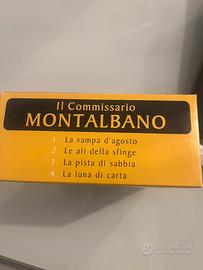 Il Commissario
MONTALBANO
1. La vampa d'agosto
2. Le ali della sfinge
3. La pista di sabbia
4. La luna di carta
SUBITO.IT